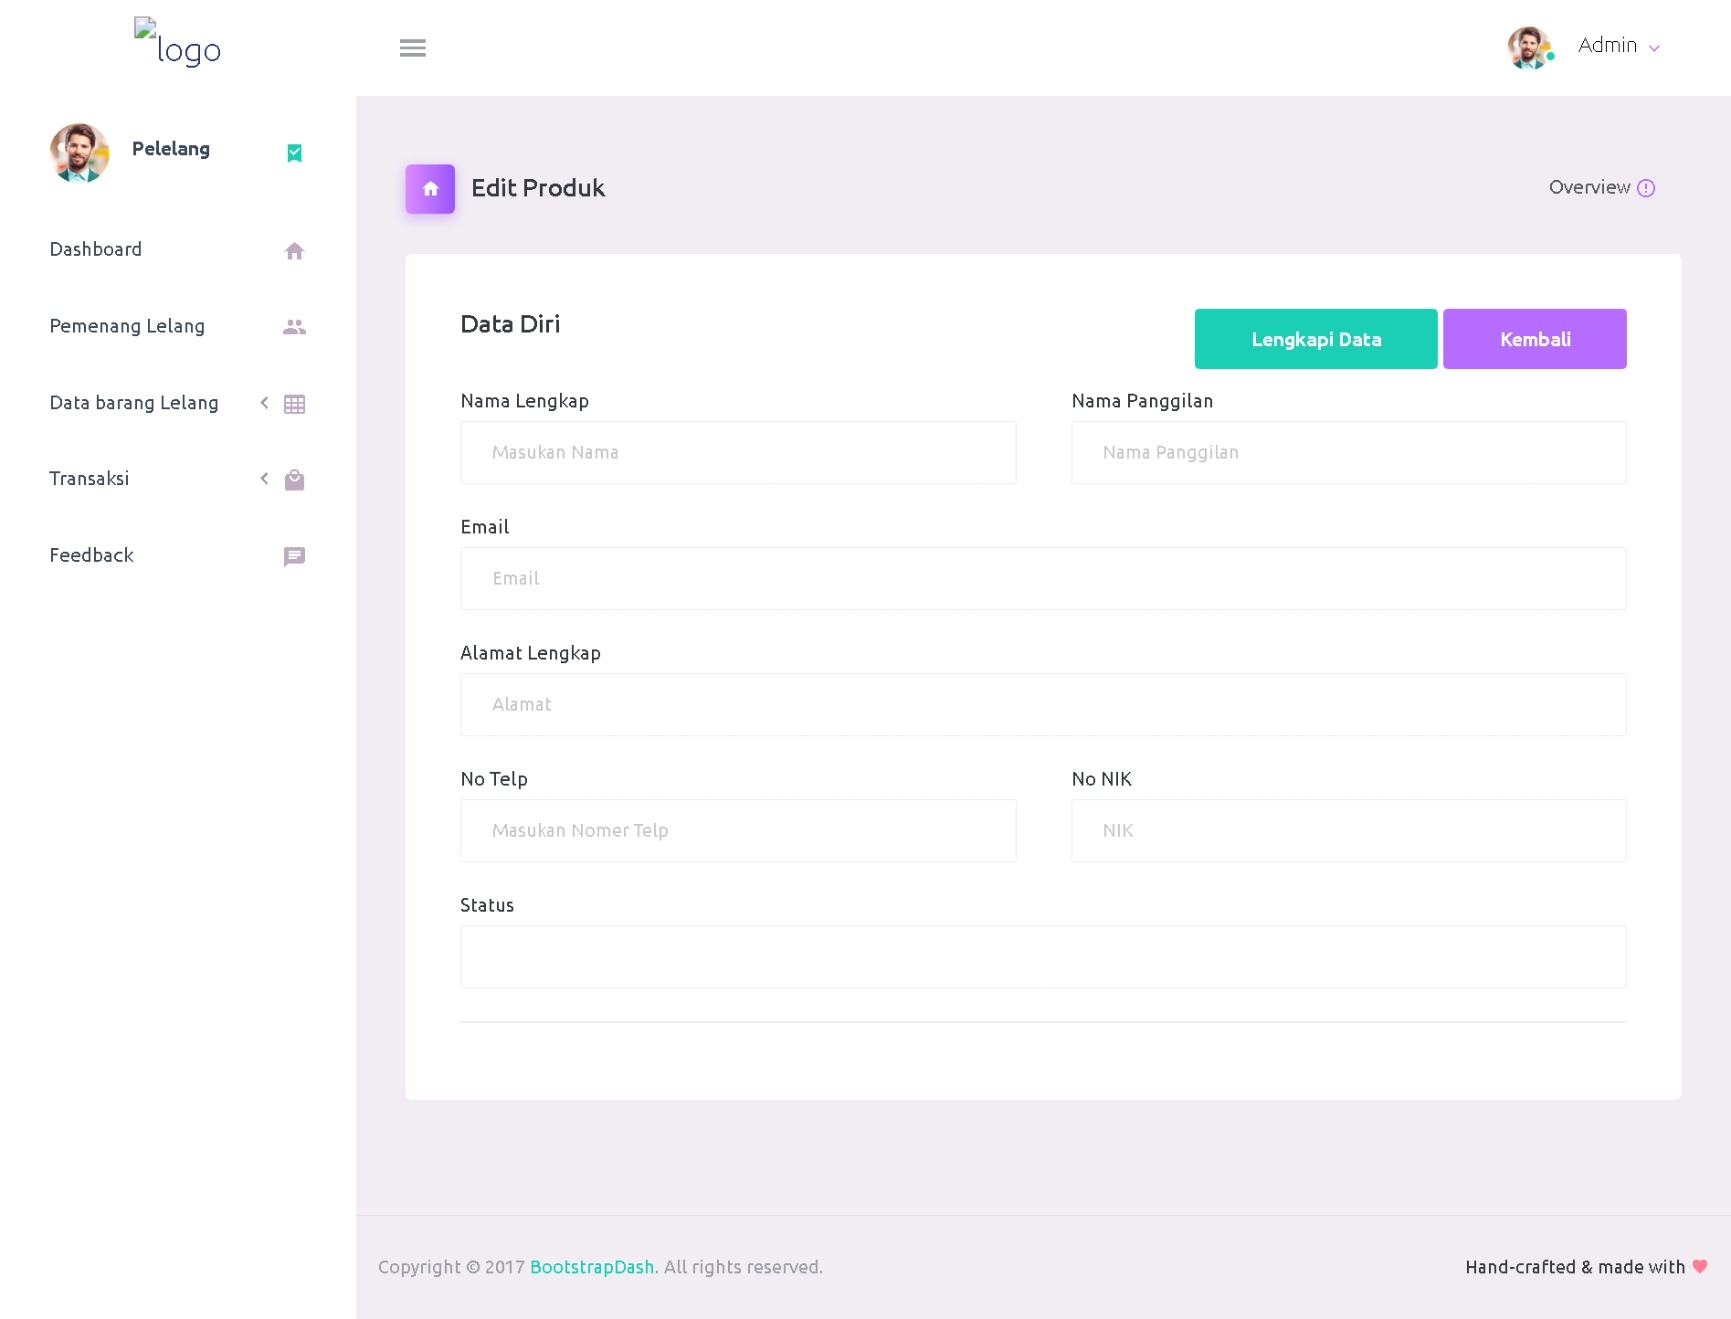 logo
Admin
Pelelang
Dashboard
Pemenang Lelang
Data barang Lelang
Transaksi
Feedback
Edit Produk
Overview
Data Diri
Lengkapi Data
Kembali
Nama Lengkap
Nama Panggilan
Masukan Nama
Nama Panggilan
Email
Email
Alamat Lengkap
Alamat
No Telp
No NIK
Masukan Nomer Telp
NIK
Status
Copyright © 2017 BootstrapDash. All rights reserved.
Hand-crafted & made with